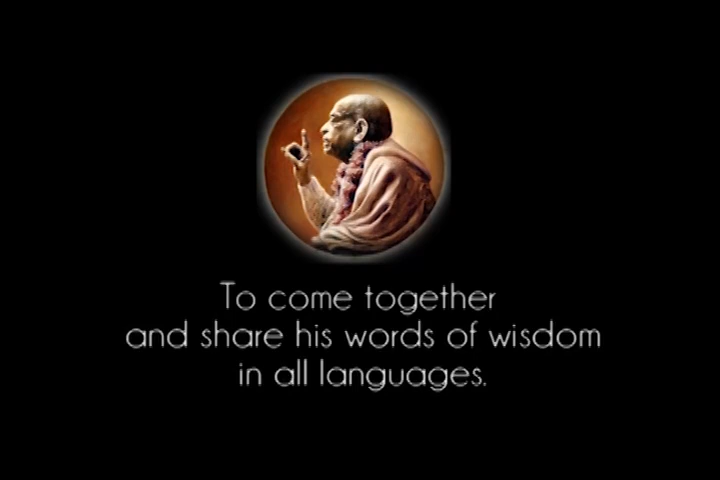 To come together
and share his words of wisdom
in all languages.